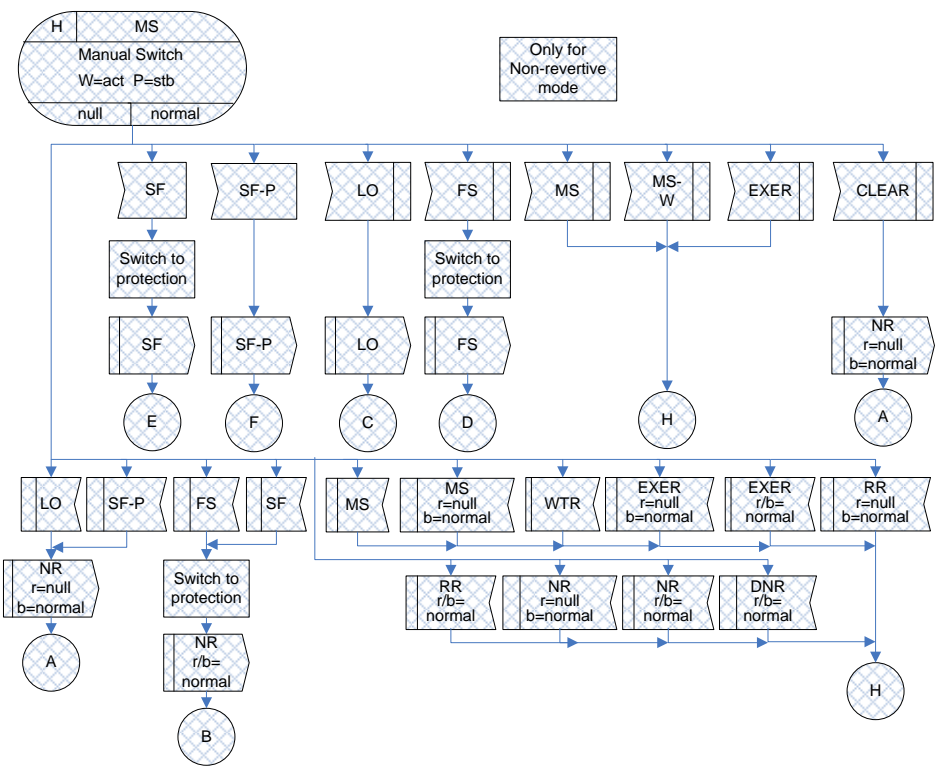 H
MS
Manual Switch
W=act P=stb
null
normal
Only for
Non-revertive
mode
SF
SF-P
LO
FS
MS
MS-
W
EXER
CLEAR
Switch to
protection
Switch to
protection
SF
SF-P
LO
FS
NR
r=null
b=normal
E
F
C
D
H
A
LO
SF-P
FS
SF
MS
MS
r=null
b=normal
WTR
EXER
r=null
b=normal
EXER
r/b=
normal
RR
r=null
b=normal
NR
r=null
b=normal
Switch to
protection
RR
r/b=
normal
NR
r=null
b=normal
NR
r/b=
normal
DNR
r/b=
normal
A
NR
r/b=
normal
H
B